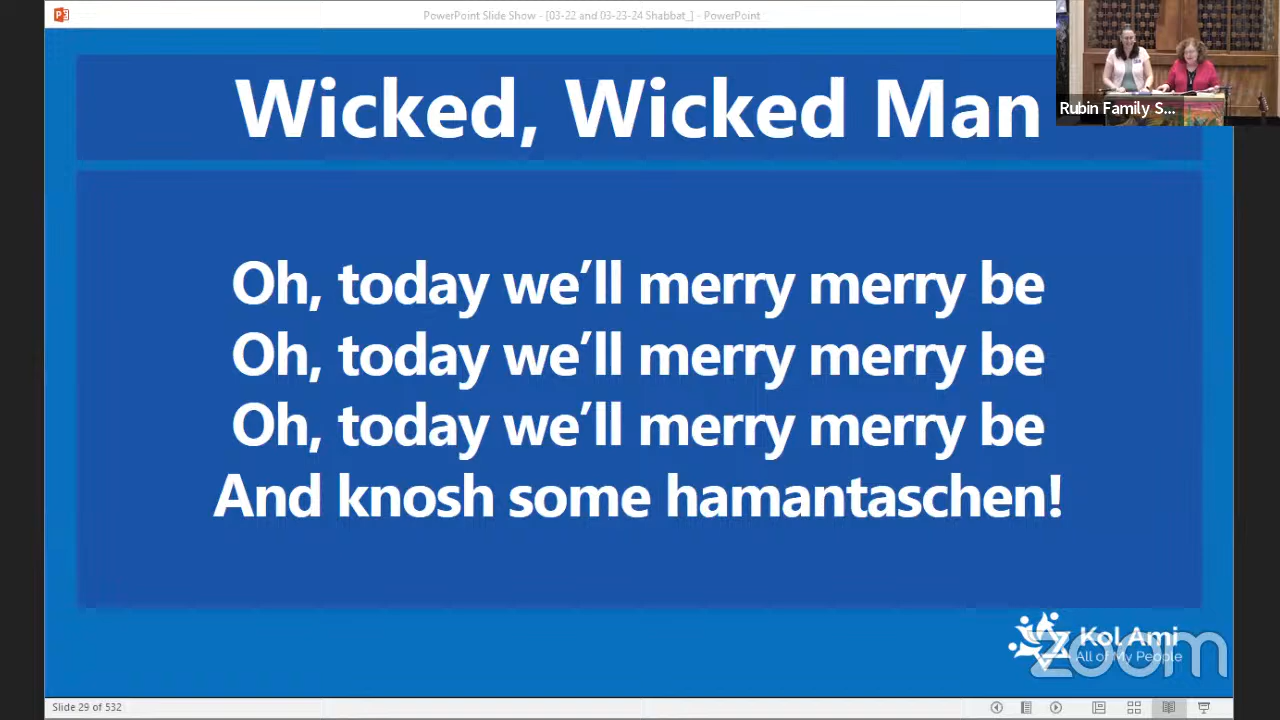 PowerPoint Slide Show - [03-22 and 03-23-24 Shabbat_] - PowerPoint
Rubin Family S...
Wicked, Wicked Man
Oh, today we’ll merry merry be
Oh, today we’ll merry merry be
Oh, today we’ll merry merry be
And knosh some hamantaschen!
Kol Ami
All of My People
zoom
Slide 29 of 532